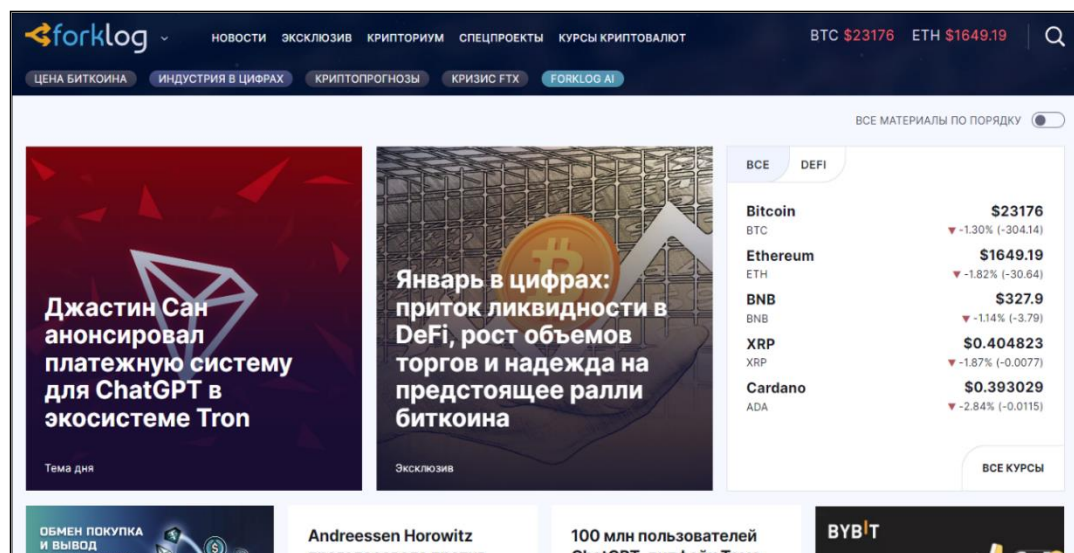 forklog
НОВОСТИ ЭКСКЛЮЗИВ КРИПТОРИУМ СПЕЦПРОЕКТЫ КУРСЫ КРИПТОВАЛЮТ
BTC $23176 ETH $1649.19
ЦЕНА БИТКОИНА ИНДУСТРИЯ В ЦИФРАХ КРИПТОПРОГНОЗЫ КРИЗИС FTX FORKLOG AI
ВСЕ МАТЕРИАЛЫ ПО ПОРЯДКУ
Джастин Сан
анонсировал
платежную систему
для ChatGPT в
экосистеме Tron
Тема дня
Январь в цифрах:
приток ликвидности в
DeFi, рост объемов
торгов и надежда на
предстоящее ралли
биткоина
Эксклюзив
ВСЕ DEFI
Bitcoin $23176
BTC ▼ -1.30% (-304.14)
Ethereum $1649.19
ETH ▼ -1.82% (-30.64)
BNB $327.9
BNB ▼ -1.14% (-3.79)
XRP $0.404823
XRP ▼ -1.87% (-0.0077)
Cardano $0.393029
ADA ▼ -2.84% (-0.0115)
ВСЕ КУРСЫ
ОБМЕН ПОКУПКА
И ВЫВОД
Andreessen Horowitz
100 млн пользователей
BYBIT